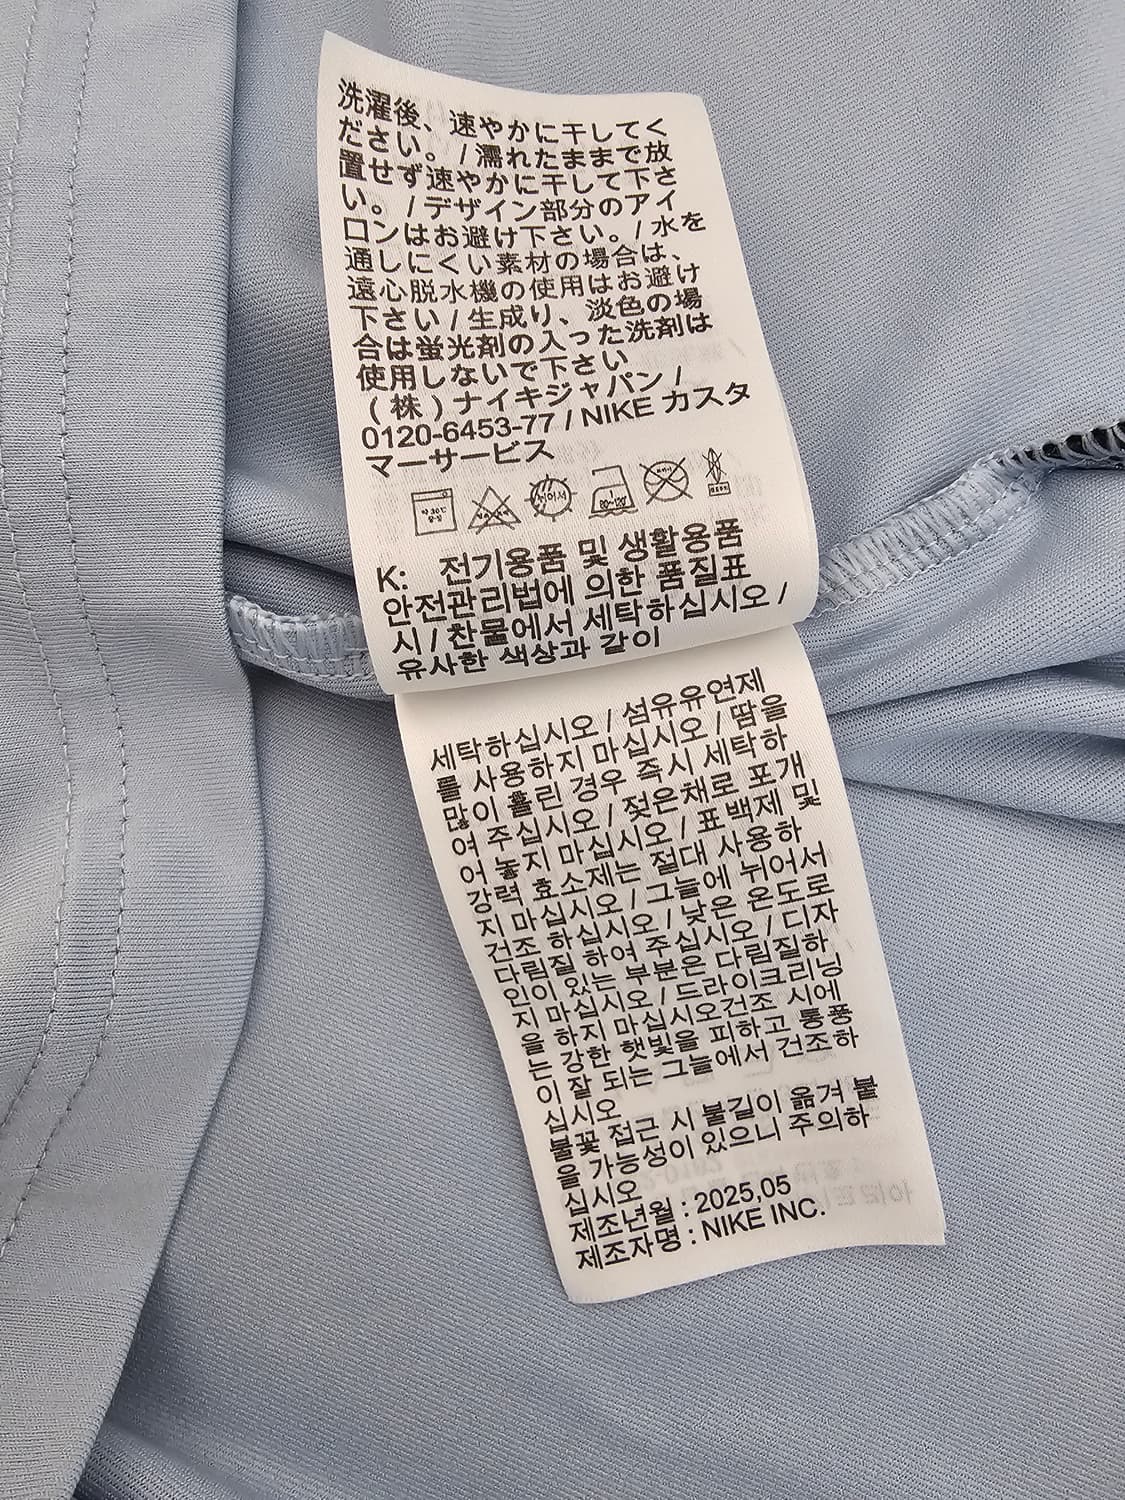 洗濯後、速やかに干してく
ださい。/濡れたままで放
置せず速やかに干して下さ
い。/デザイン部分のアイ
ロンはお避け下さい。/水を
通しにくい素材の場合は、
遠心脱水機の使用はお避け
下さい/生成り、淡色の場
合は蛍光剤の入った洗剤は
使用しないで下さい
(株)ナイキジャパン/
0120-6453-77/NIKE カスタ
マーサービス
K: 전기용품 및 생활용품
안전관리법에 의한 품질표
시/찬물에서 세탁하십시오/
유사한 색상과 같이
세탁하십시오/섬유유연제
를 사용하지 마십시오/땀을
많이 흘린 경우 즉시 세탁하
여 주십시오/젖은채로 포개
어 놓지 마십시오/표백제 및
강력 효소제는 절대 사용하
지 마십시오/그늘에 뉘어서
건조 하십시오/낮은 온도로
다림질 하여 주십시오/디자
인이 있는 부분은 다림질하
지 마십시오/드라이크리닝
을 하지 마십시오건조 시에
는 강한 햇빛을 피하고 통풍
이 잘 되는 그늘에서 건조하
십시오
불꽃 접근 시 불길이 옮겨 붙
을 가능성이 있으니 주의하
십시오
제조년월 : 2025,05
제조자명 : NIKE INC.